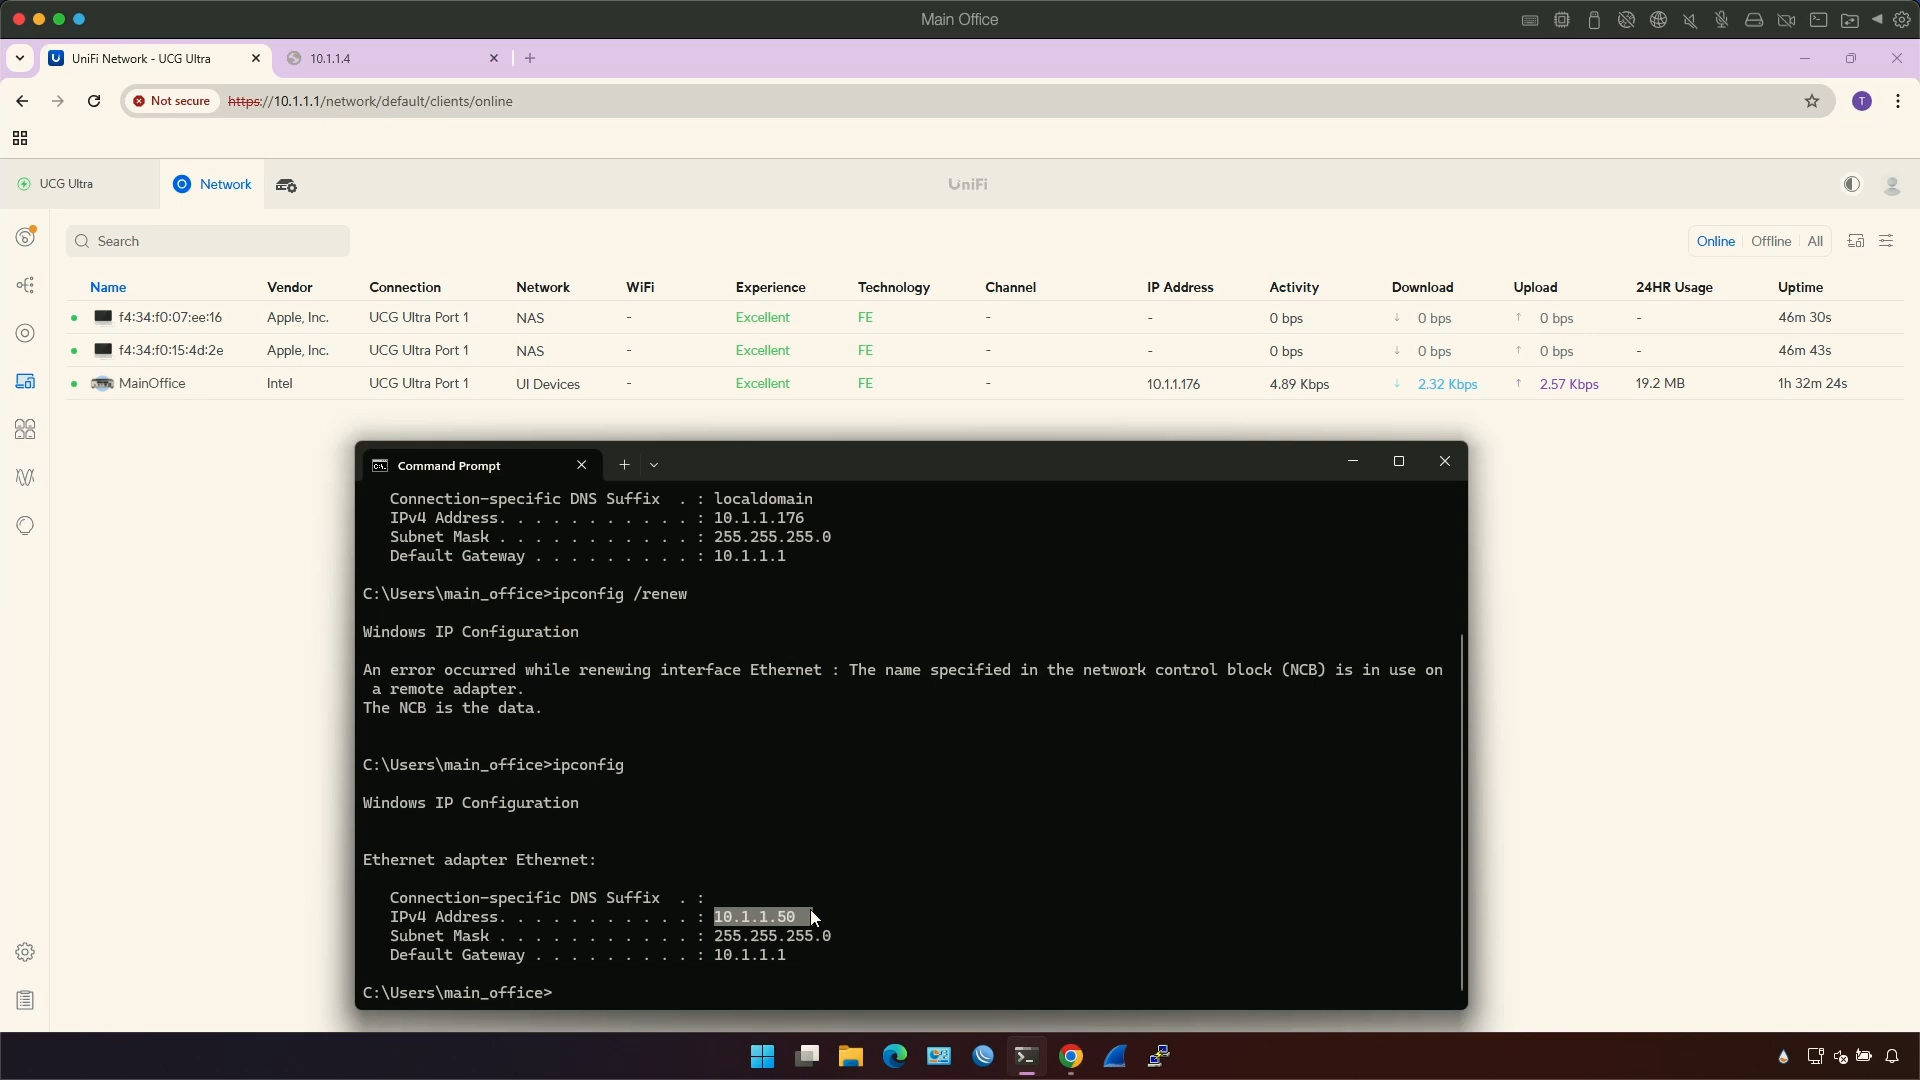 Main Office
UniFi Network - UCG Ultra
10.1.1.4
Not secure
https://10.1.1.1/network/default/clients/online
T
UCG Ultra
Network
UniFi
Search
Online Offline All
Name Vendor Connection Network WiFi Experience Technology Channel IP Address Activity Download Upload 24HR Usage Uptime
f4:34:f0:07:ee:16 Apple, Inc. UCG Ultra Port 1 NAS - Excellent FE - - 0 bps ↓ 0 bps ↑ 0 bps - 46m 30s
f4:34:f0:15:4d:2e Apple, Inc. UCG Ultra Port 1 NAS - Excellent FE - - 0 bps ↓ 0 bps ↑ 0 bps - 46m 43s
MainOffice Intel UCG Ultra Port 1 UI Devices - Excellent FE - 10.1.1.176 4.89 Kbps ↓ 2.32 Kbps ↑ 2.57 Kbps 19.2 MB 1h 32m 24s
Command Prompt
Connection-specific DNS Suffix . : localdomain
IPv4 Address. . . . . . . . . . . : 10.1.1.176
Subnet Mask . . . . . . . . . . . : 255.255.255.0
Default Gateway . . . . . . . . . : 10.1.1.1
C:\Users\main_office>ipconfig /renew
Windows IP Configuration
An error occurred while renewing interface Ethernet : The name specified in the network control block (NCB) is in use on
a remote adapter.
The NCB is the data.
C:\Users\main_office>ipconfig
Windows IP Configuration
Ethernet adapter Ethernet:
Connection-specific DNS Suffix . :
IPv4 Address. . . . . . . . . . . : 10.1.1.50
Subnet Mask . . . . . . . . . . . : 255.255.255.0
Default Gateway . . . . . . . . . : 10.1.1.1
C:\Users\main_office>